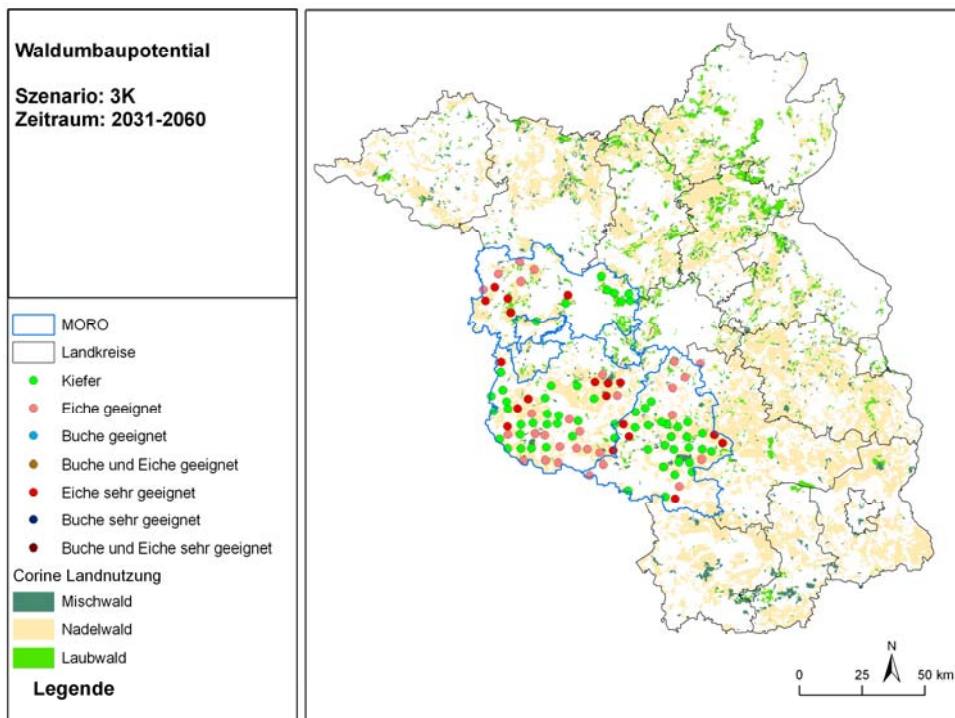 Waldumbaupotential
Szenario: 3K
Zeitraum: 2031-2060
MORO
Landkreise
Kiefer
Eiche geeignet
Buche geeignet
Buche und Eiche geeignet
Eiche sehr geeignet
Buche sehr geeignet
Buche und Eiche sehr geeignet
Corine Landnutzung
Mischwald
Nadelwald
Laubwald
Legende
N
0 25 50 km